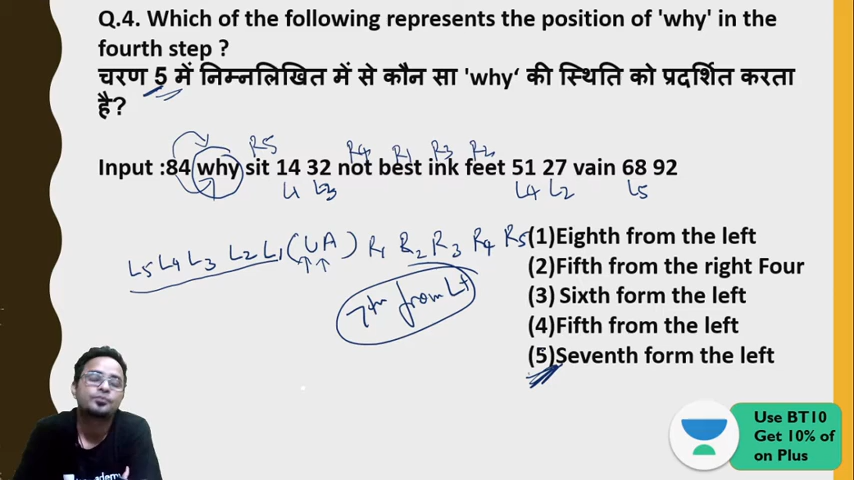 Q.4. Which of the following represents the position of 'why' in the
fourth step ?
चरण 5 में निम्नलिखित में से कौन सा 'why‘ की स्थिति को प्रदर्शित करता
है?
R5 R4 R1 R3 R2
Input :84 why sit 14 32 not best ink feet 51 27 vain 68 92
L1 L3 L4 L2 L5
L5 L4 L3 L2 L1 (UA) R1 R2 R3 R4 R5
7th from Lt
(1)Eighth from the left
(2)Fifth from the right Four
(3) Sixth form the left
(4)Fifth from the left
(5)Seventh form the left
Use BT10
Get 10% of
on Plus